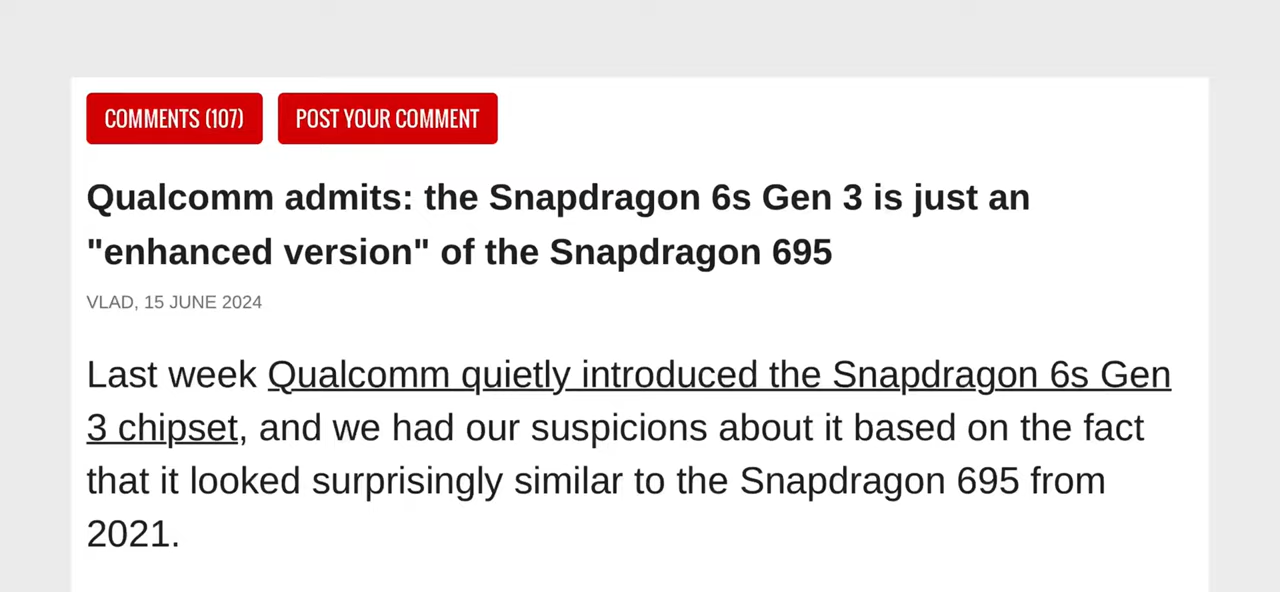 COMMENTS (107)
POST YOUR COMMENT
Qualcomm admits: the Snapdragon 6s Gen 3 is just an
"enhanced version" of the Snapdragon 695
VLAD, 15 JUNE 2024
Last week Qualcomm quietly introduced the Snapdragon 6s Gen
3 chipset, and we had our suspicions about it based on the fact
that it looked surprisingly similar to the Snapdragon 695 from
2021.